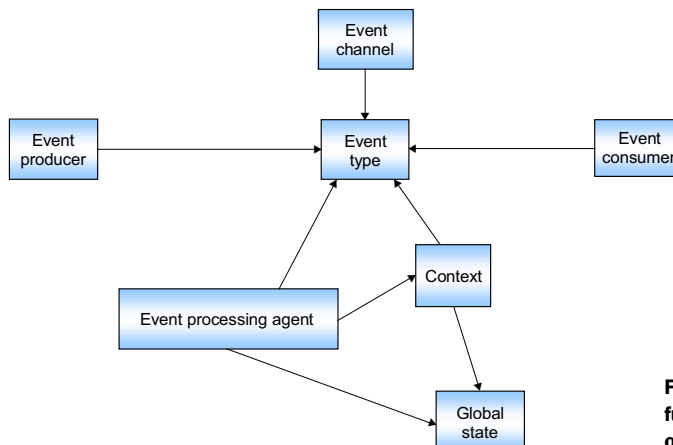 Event
channel
Event
producer
Event
type
Event
consumer
Context
Event processing agent
Global
state